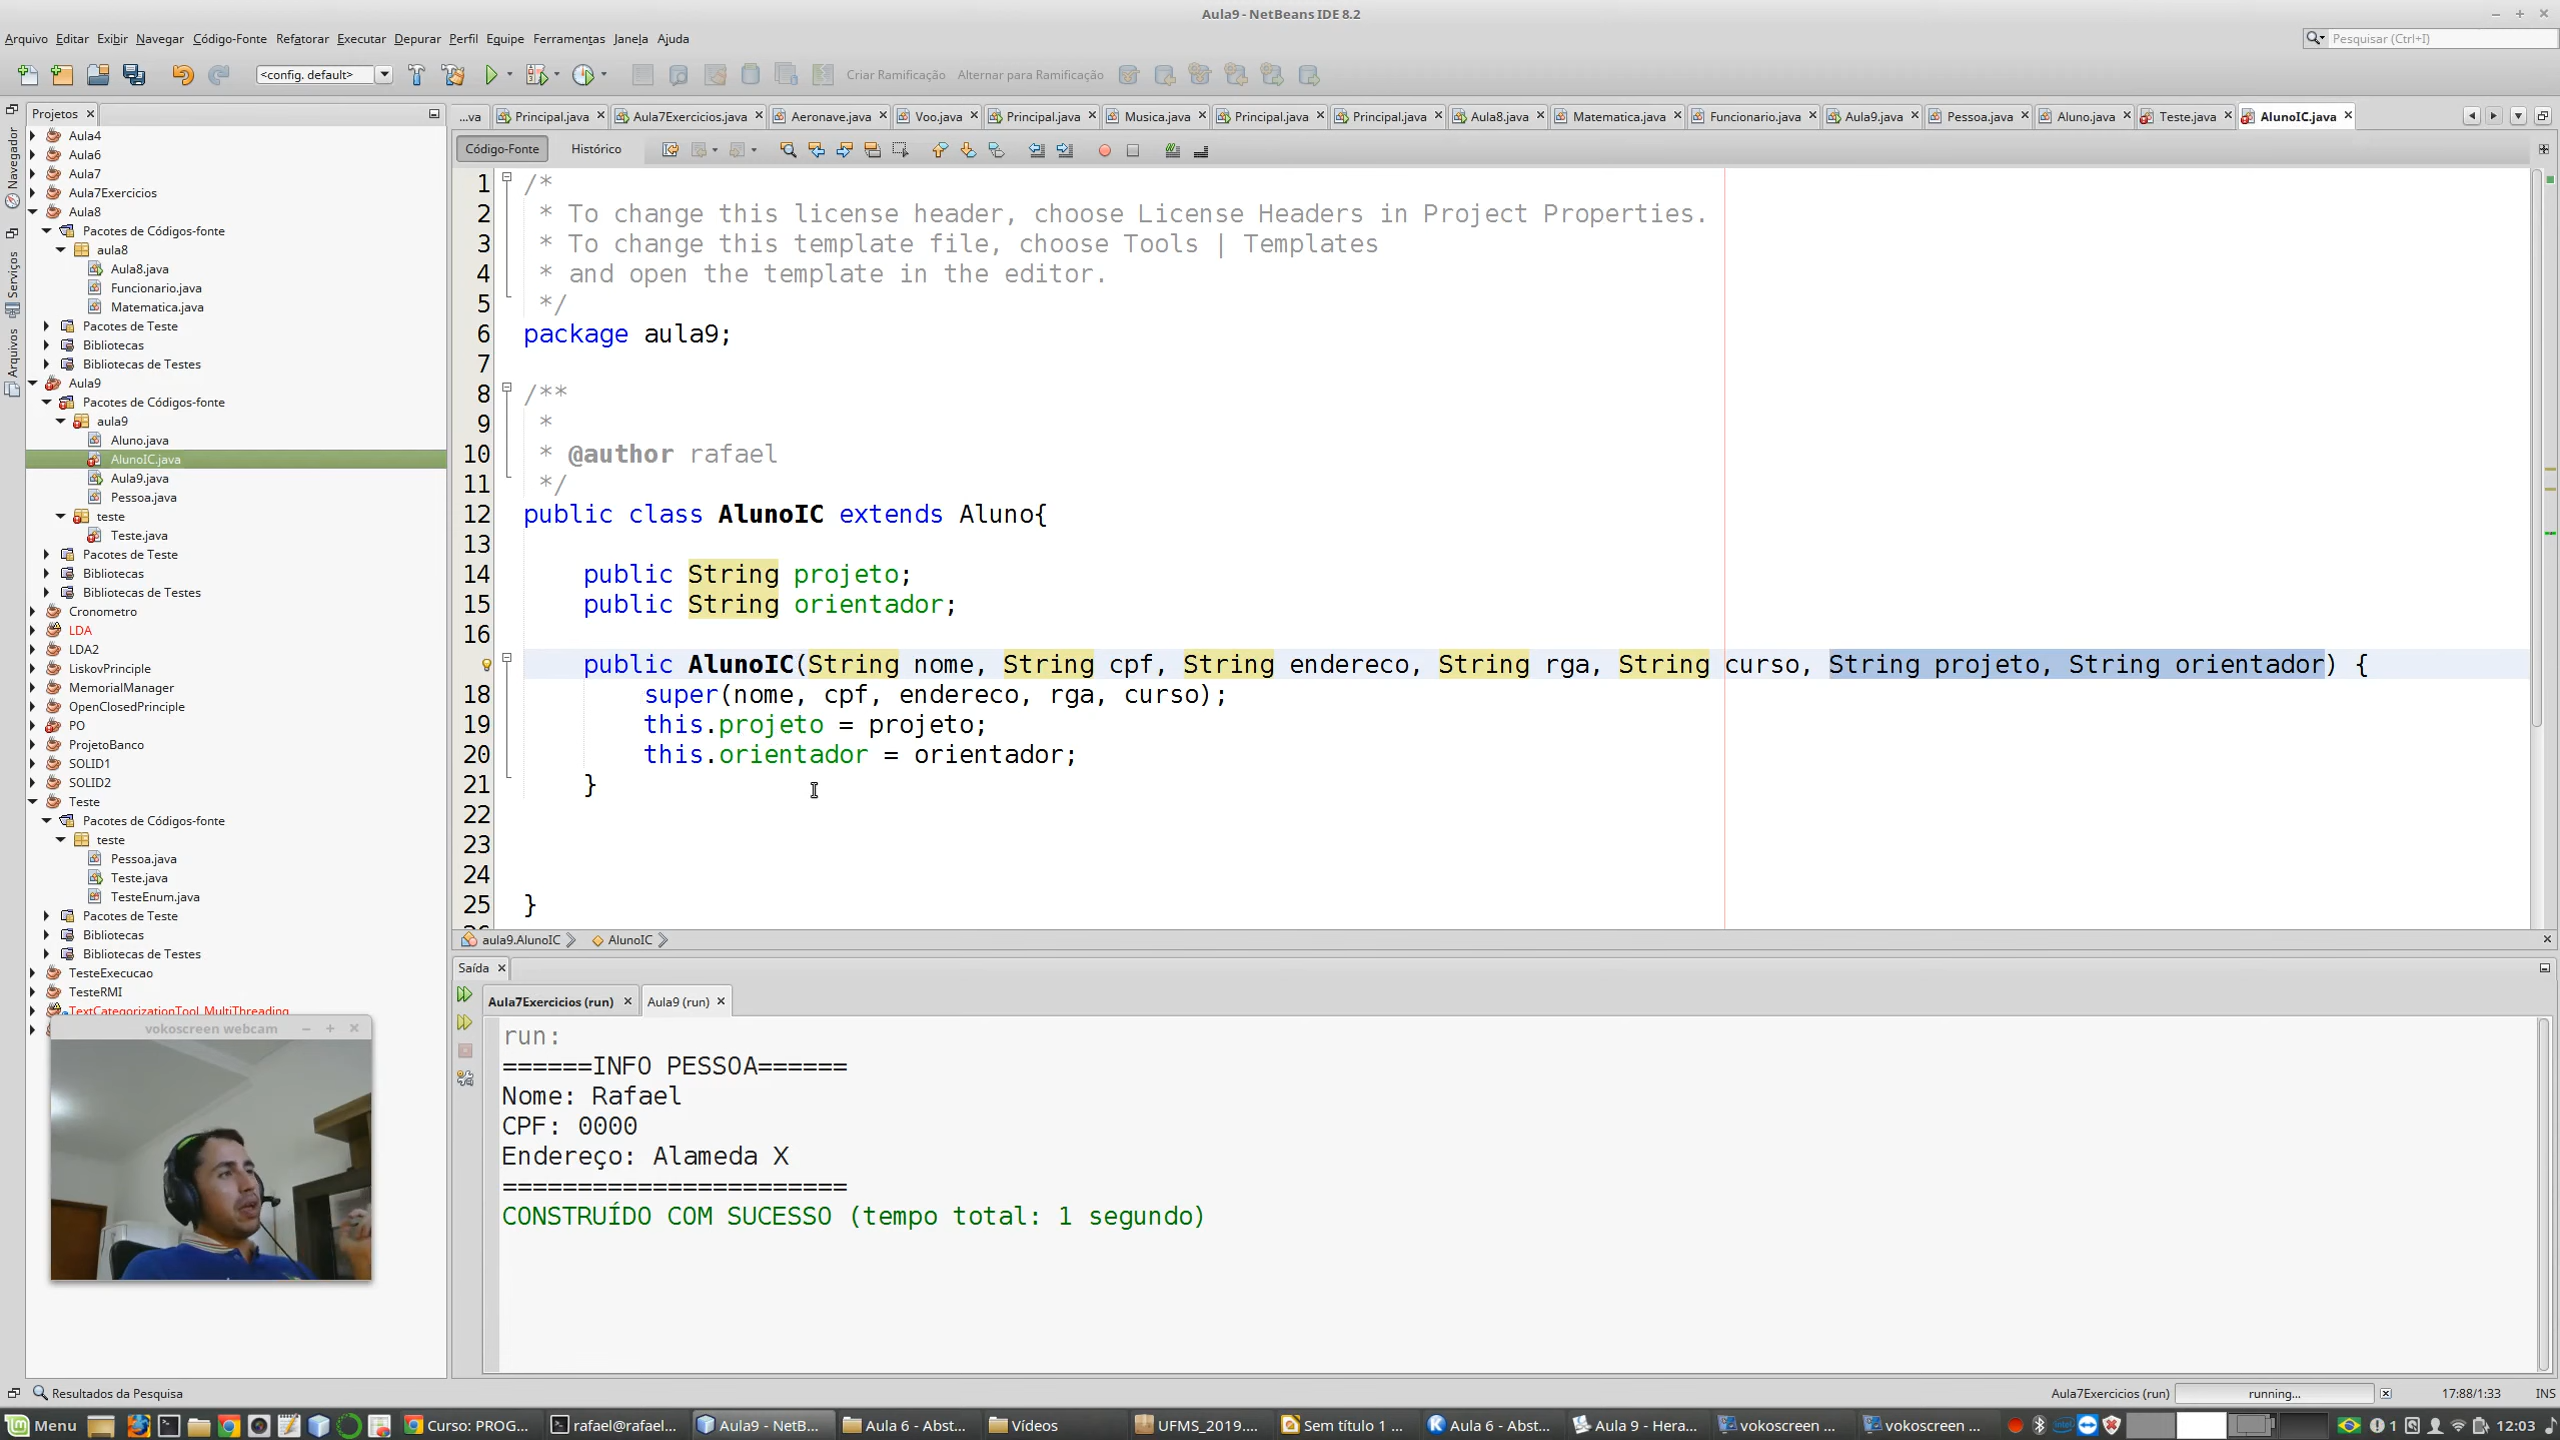 Aula9 - NetBeans IDE 8.2
Arquivo Editar Exibir Navegar Código-Fonte Refatorar Executar Depurar Perfil Equipe Ferramentas Janela Ajuda
Pesquisar (Ctrl+I)
<config. default>
Criar Ramificação Alternar para Ramificação
Projetos
...va Principal.java Aula7Exercicios.java Aeronave.java Voo.java Principal.java Musica.java Principal.java Principal.java Aula8.java Matematica.java Funcionario.java Aula9.java Pessoa.java Aluno.java Teste.java AlunoIC.java
Código-Fonte Histórico
Navegador
Serviços
Arquivos
Aula4
Aula6
Aula7
Aula7Exercicios
Aula8
Pacotes de Códigos-fonte
aula8
Aula8.java
Funcionario.java
Matematica.java
Pacotes de Teste
Bibliotecas
Bibliotecas de Testes
Aula9
Pacotes de Códigos-fonte
aula9
Aluno.java
AlunoIC.java
Aula9.java
Pessoa.java
teste
Teste.java
Pacotes de Teste
Bibliotecas
Bibliotecas de Testes
Cronometro
LDA
LDA2
LiskovPrinciple
MemorialManager
OpenClosedPrinciple
PO
ProjetoBanco
SOLID1
SOLID2
Teste
Pacotes de Códigos-fonte
teste
Pessoa.java
Teste.java
TesteEnum.java
Pacotes de Teste
Bibliotecas
Bibliotecas de Testes
TesteExecucao
TesteRMI
TextCategorizationTool_MultiThreading
vokoscreen webcam
1 /*
2 * To change this license header, choose License Headers in Project Properties.
3 * To change this template file, choose Tools | Templates
4 * and open the template in the editor.
5 */
6 package aula9;
7
8 /**
9 *
10 * @author rafael
11 */
12 public class AlunoIC extends Aluno{
13
14 public String projeto;
15 public String orientador;
16
public AlunoIC(String nome, String cpf, String endereco, String rga, String curso, String projeto, String orientador) {
18 super(nome, cpf, endereco, rga, curso);
19 this.projeto = projeto;
20 this.orientador = orientador;
21 }
22
23
24
25 }
aula9.AlunoIC AlunoIC
Saída
Aula7Exercicios (run) Aula9 (run)
run:
======INFO PESSOA======
Nome: Rafael
CPF: 0000
Endereço: Alameda X
=======================
CONSTRUÍDO COM SUCESSO (tempo total: 1 segundo)
Resultados da Pesquisa
Aula7Exercicios (run) running... 17:88/1:33 INS
Menu Curso: PROG... rafael@rafael... Aula9 - NetB... Aula 6 - Abst... Vídeos UFMS_2019.... Sem título 1 ... Aula 6 - Abst... Aula 9 - Hera... vokoscreen ... vokoscreen ... 1 12:03